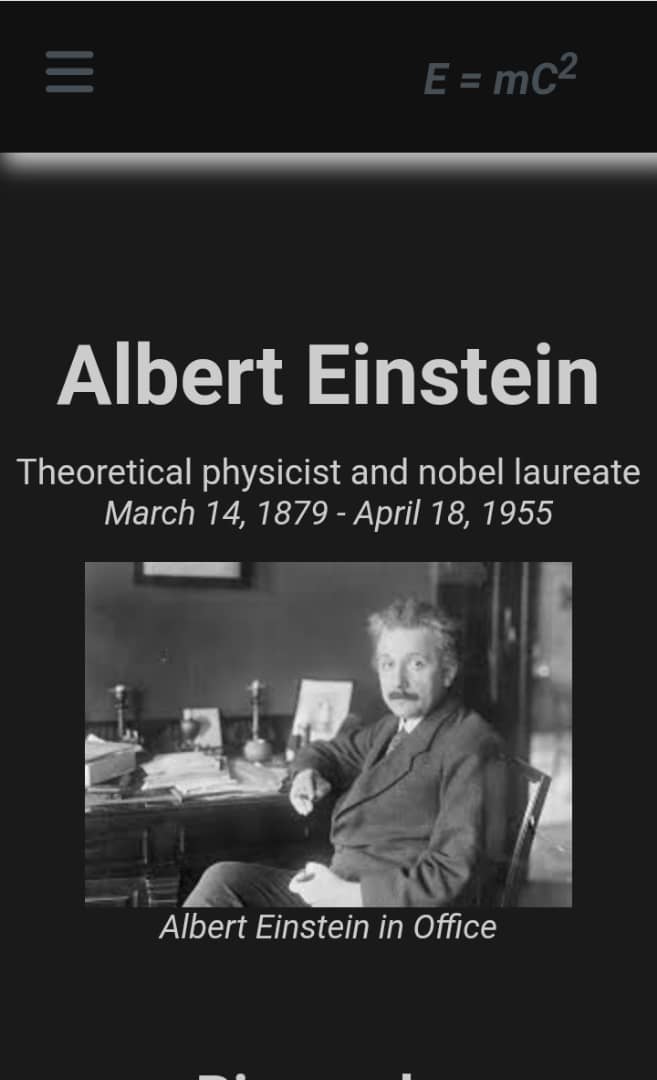 E = mC²
Albert Einstein
Theoretical physicist and nobel laureate
March 14, 1879 - April 18, 1955
Albert Einstein in Office